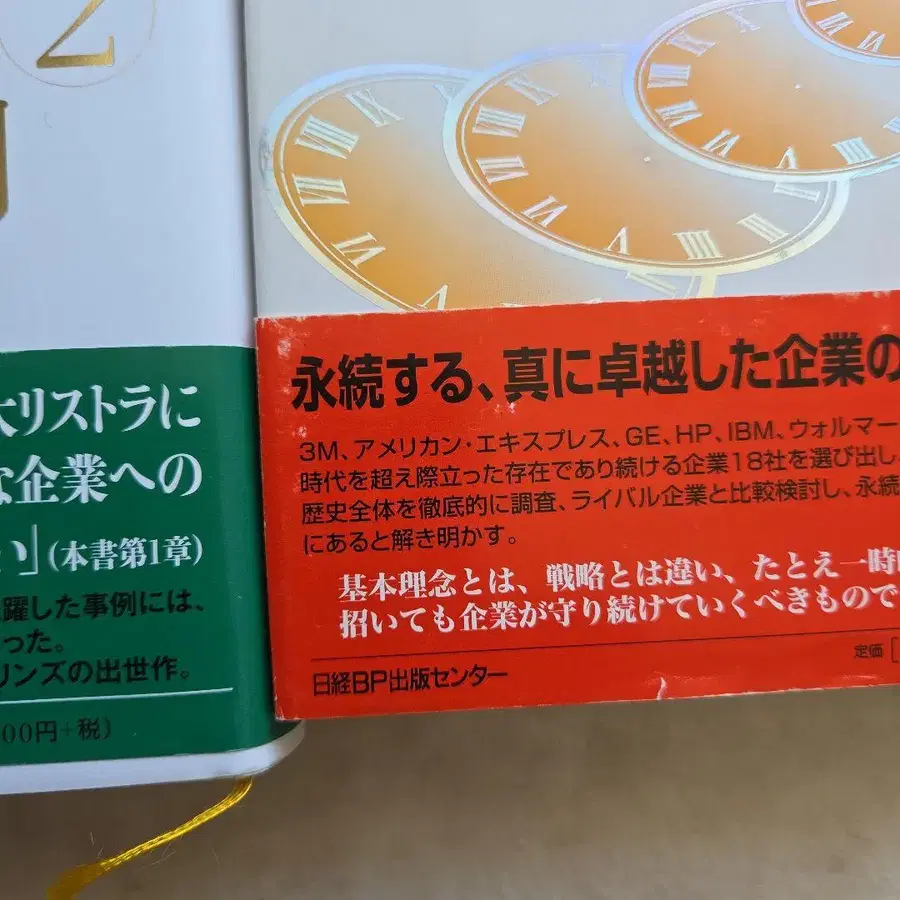 2
大リストラに
な企業への
い」(本書第1章)
躍した事例には、
った。
リンズの出世作。
00円+税)
永続する、真に卓越した企業の
3M、アメリカン・エキスプレス、GE、HP、IBM、ウォルマー
時代を超え際立った存在であり続ける企業18社を選び出し、
歴史全体を徹底的に調査、ライバル企業と比較検討し、永続
にあると解き明かす。
基本理念とは、戦略とは違い、たとえ一時
招いても企業が守り続けていくべきもので
日経BP出版センター
定価